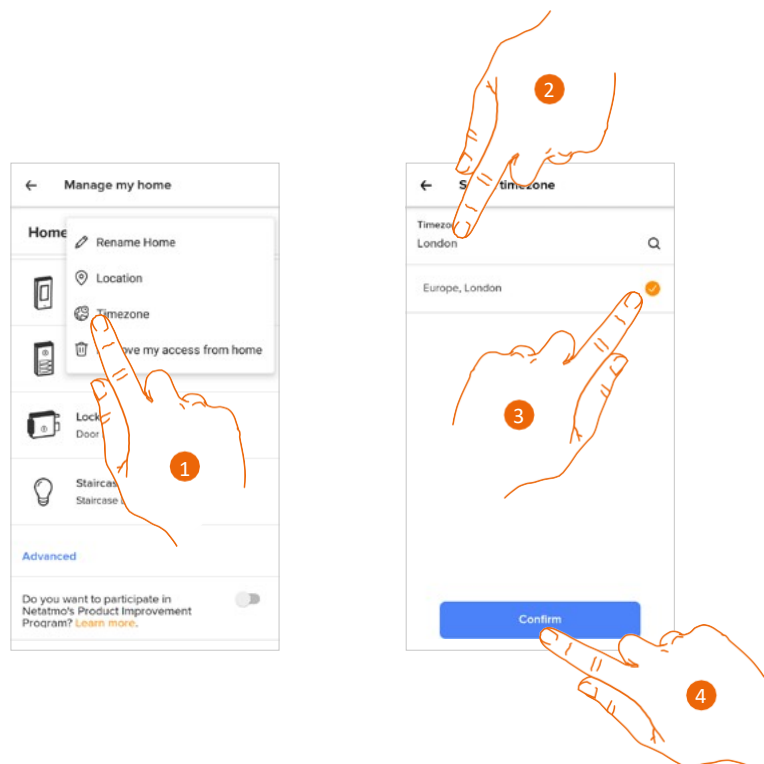 2
← Manage my home
Home
Rename Home
Location
Timezone
ove my access from home
Lock
Door
1
Staircas
Staircase
Advanced
Do you want to participate in
Netatmo's Product Improvement
Program? Learn more.
← S timezone
Timezo
London
Europe, London
3
Confirm
4